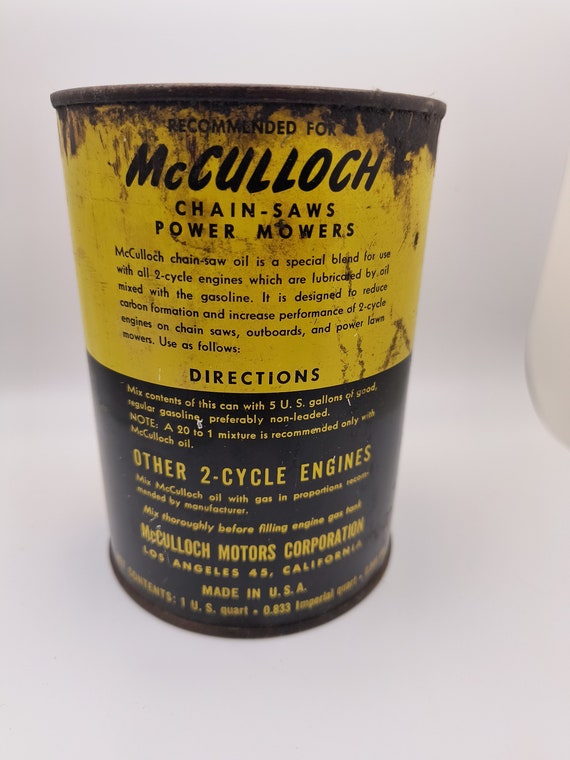 RECOMMENDED FOR
McCULLOCH
CHAIN-SAWS
POWER MOWERS
McCulloch chain-saw oil is a special blend for use
with all 2-cycle engines which are lubricated by oil
mixed with the gasoline. It is designed to reduce
carbon formation and increase performance of 2-cycle
engines on chain saws, outboards, and power lawn
mowers. Use as follows:
DIRECTIONS
Mix contents of this can with 5 U. S. gallons of good,
regular gasoline, preferably non-leaded.
NOTE: A 20 to 1 mixture is recommended only with
McCulloch oil.
OTHER 2-CYCLE ENGINES
Mix McCulloch oil with gas in proportions recom-
mended by manufacturer.
Mix thoroughly before filling engine gas tank
McCULLOCH MOTORS CORPORATION
LOS ANGELES 45, CALIFORNIA
MADE IN U.S.A.
CONTENTS: 1 U. S. quart • 0.833 Imperial quart •